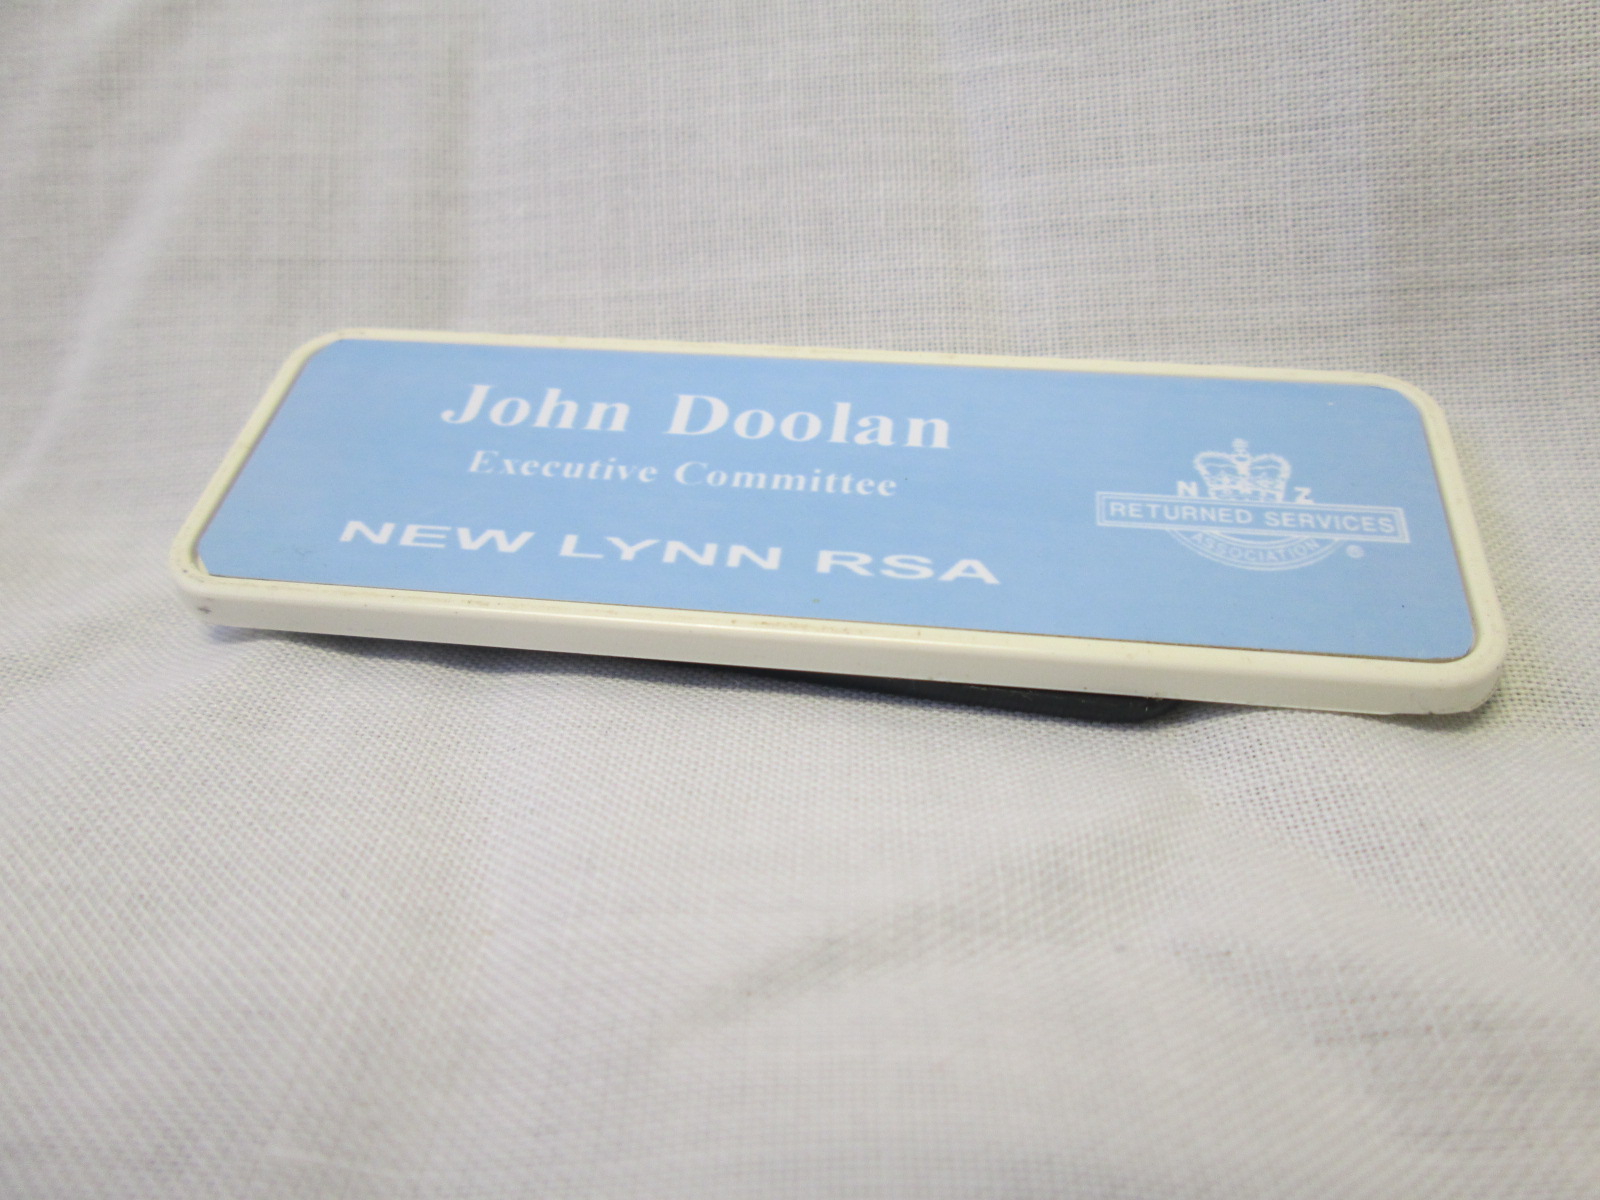 John Doolan
Executive Committee
NEW LYNN RSA
N Z
RETURNED SERVICES
ASSOCIATION